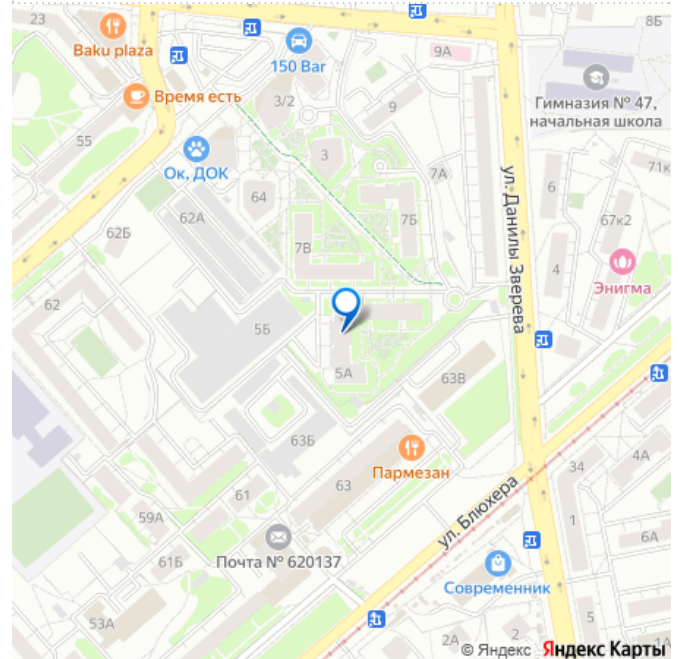 23
8Б
Baku plaza
150 Bar
9А
Гимназия № 47,
начальная школа
Время есть
3/2
9
55
3
Ок, ДОК
7А
71к
64
6
62А
7Б
67к2
62Б
7В
ул. Данилы Зверева
4
Энигма
62
5Б
5А
63В
63Б
Пармезан
61
63
34
4А
59А
ул. Блюхера
1
6А
Почта № 620137
61Б
Современник
53А
5
2А
2
1А
© Яндекс Яндекс Карты